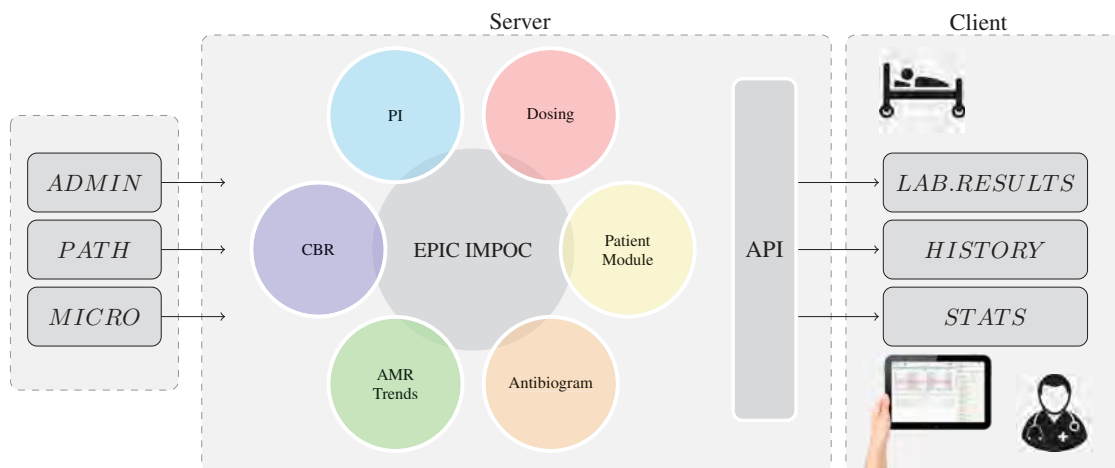 Server
Client
PI
Dosing
ADMIN
PATH
MICRO
CBR
EPIC IMPOC
Patient
Module
AMR
Trends
Antibiogram
API
LAB.RESULTS
HISTORY
STATS